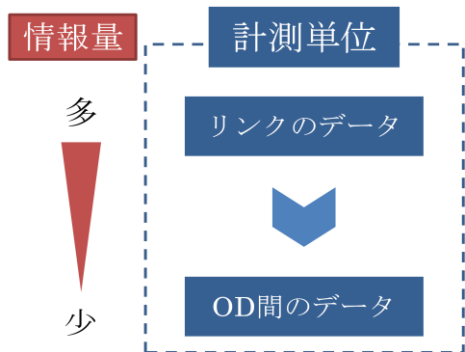 情報量
計測単位
多
リンクのデータ
少
OD間のデータ